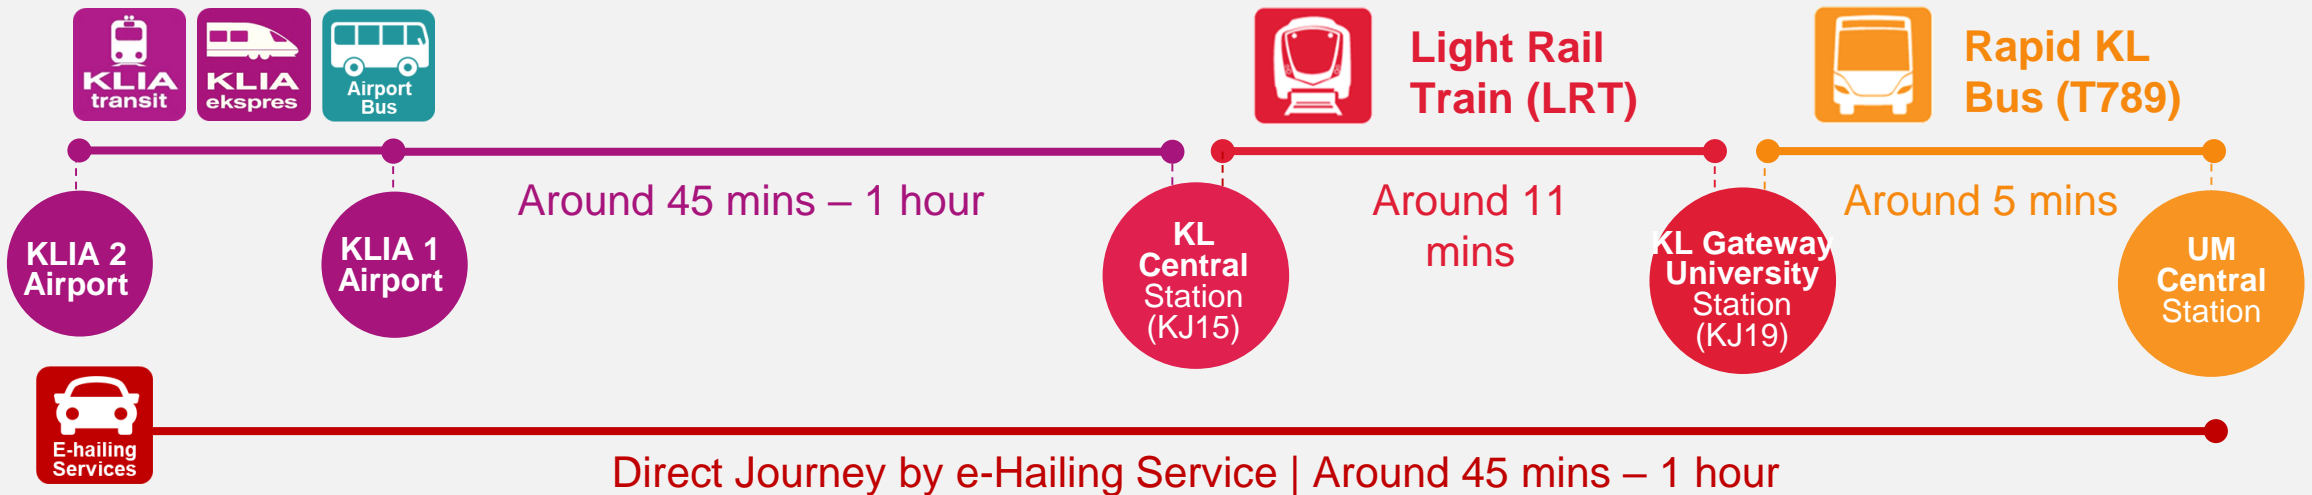 KLIA
transit
KLIA
ekspres
Airport
Bus
Light Rail
Train (LRT)
Rapid KL
Bus (T789)
Around 45 mins – 1 hour
Around 11
mins
Around 5 mins
KLIA 2
Airport
KLIA 1
Airport
KL
Central
Station
(KJ15)
KL Gateway
University
Station
(KJ19)
UM
Central
Station
E-hailing
Services
Direct Journey by e-Hailing Service | Around 45 mins – 1 hour